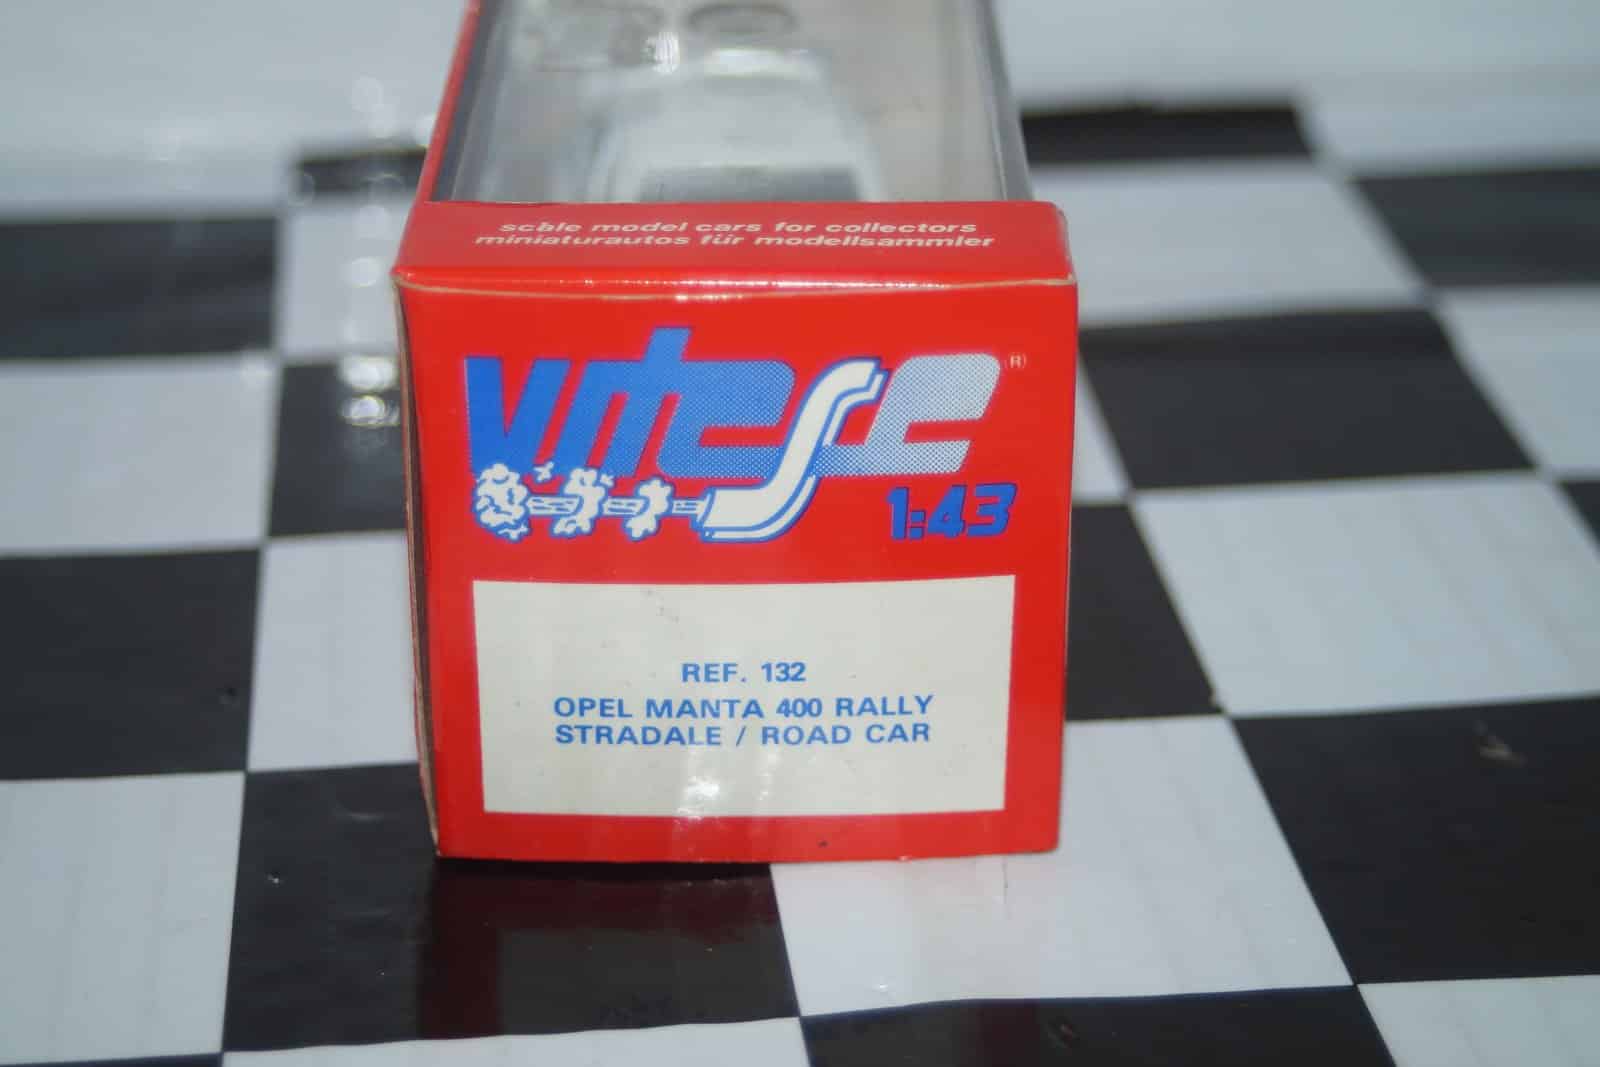 scale model cars for collectors
miniaturautos für modellsammler
vitesse ®
1:43
REF. 132
OPEL MANTA 400 RALLY
STRADALE / ROAD CAR